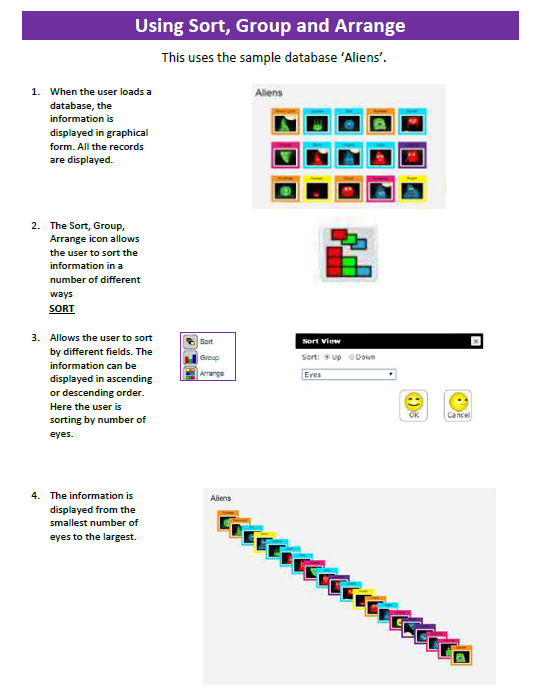 Using Sort, Group and Arrange
This uses the sample database ‘Aliens’.
1. When the user loads a
database, the
information is
displayed in graphical
form. All the records
are displayed.
Aliens
2. The Sort, Group,
Arrange icon allows
the user to sort the
information in a
number of different
ways
SORT
3. Allows the user to sort
by different fields. The
information can be
displayed in ascending
or descending order.
Here the user is
sorting by number of
eyes.
Sort
Group
Arrange
Sort View
Sort: Up Down
Eyes
OK
Cancel
4. The information is
displayed from the
smallest number of
eyes to the largest.
Aliens